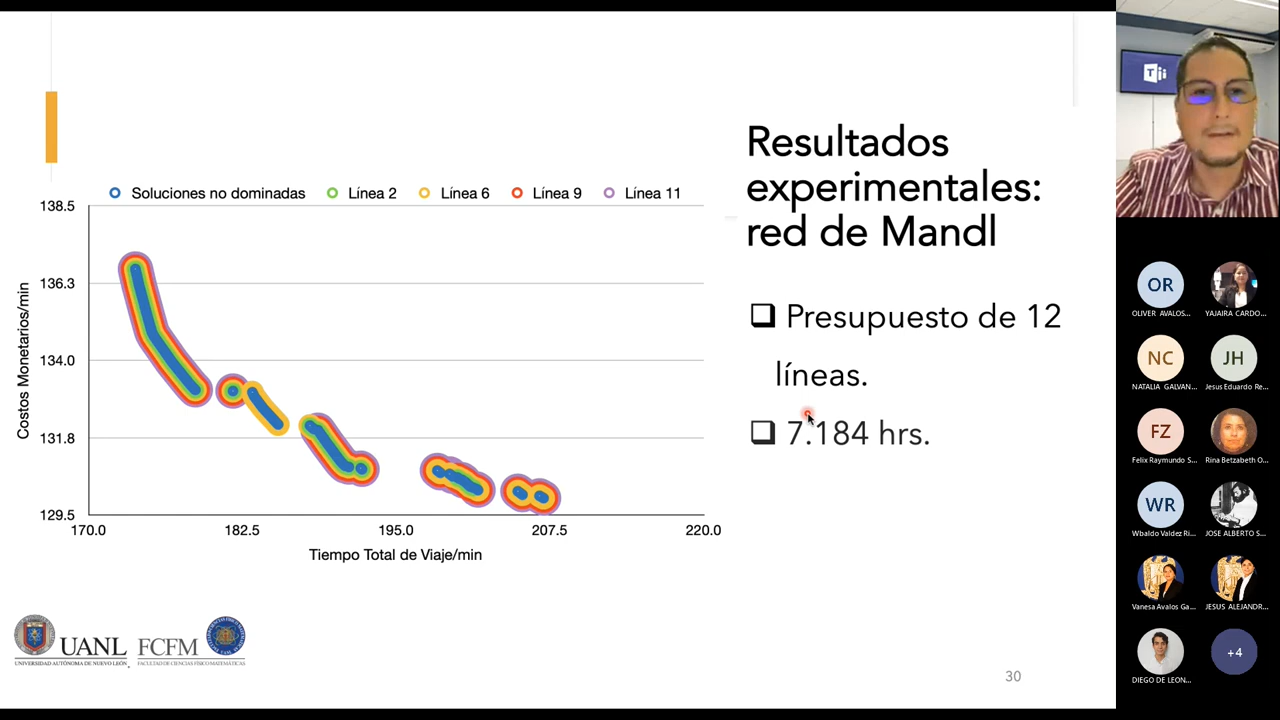 Resultados
experimentales:
red de Mandl
Presupuesto de 12
líneas.
7.184 hrs.
Soluciones no dominadas Línea 2 Línea 6 Línea 9 Línea 11
Costos Monetarios/min
138.5
136.3
134.0
131.8
129.5
170.0 182.5 195.0 207.5 220.0
Tiempo Total de Viaje/min
UANL FCFM
UNIVERSIDAD AUTÓNOMA DE NUEVO LEÓN FACULTAD DE CIENCIAS FÍSICO MATEMÁTICAS
30
OR
OLIVER AVALOS... YAJAIRA CARDO...
NC JH
NATALIA GALVAN... Jesus Eduardo Re...
FZ
Felix Raymundo S... Rina Betzabeth O...
WR
Wbaldo Valdez Ri... JOSE ALBERTO S...
Vanesa Avalos Ga... JESUS ALEJANDR...
+4
DIEGO DE LEON...